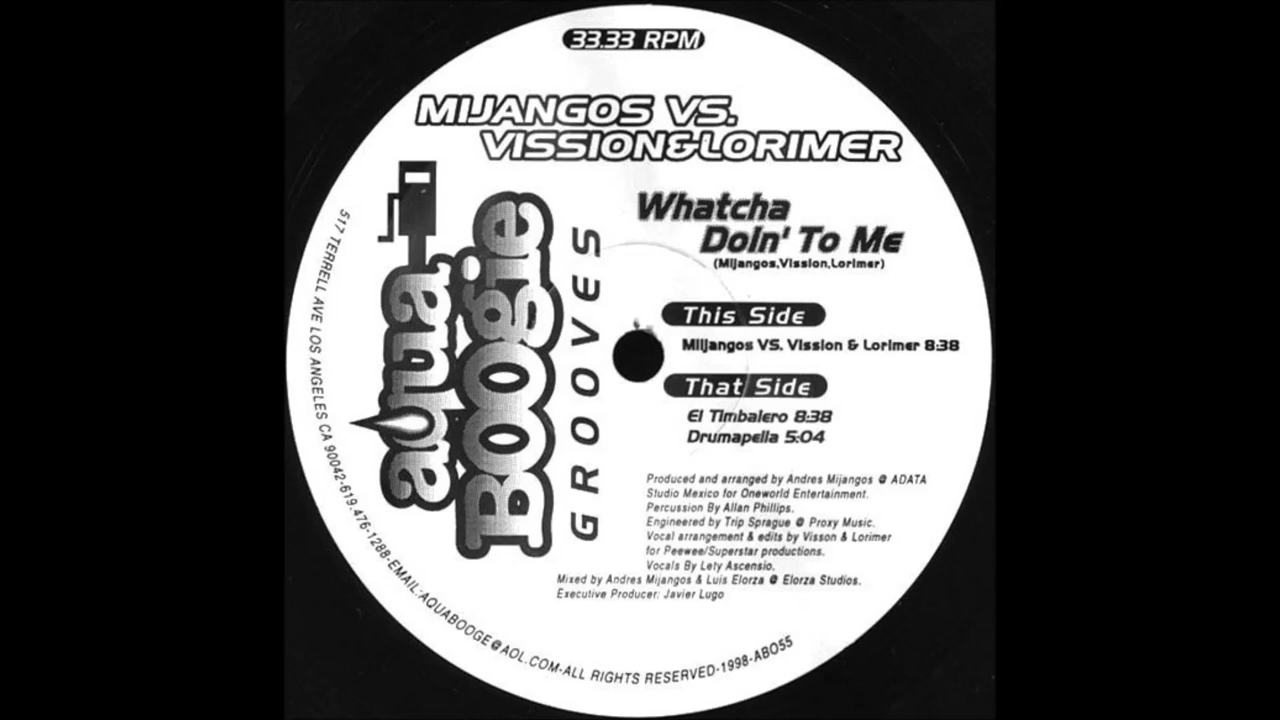 33.33 RPM
MIJANGOS VS.
VISSION&LORIMER
Whatcha
Doin' To Me
(Mijangos,Vission,Lorimer)
aqua
BOOgie
GROOVES
This Side
Miijangos VS. Vission & Lorimer 8:38
That Side
El Timbalero 8:38
Drumapella 5:04
Produced and arranged by Andres Mijangos @ ADATA
Studio Mexico for Oneworld Entertainment.
Percussion By Allan Phillips.
Engineered by Trip Sprague @ Proxy Music.
Vocal arrangement & edits by Visson & Lorimer
for Peewee/Superstar productions.
Vocals By Lety Ascensio.
Mixed by Andres Mijangos & Luis Elorza @ Elorza Studios.
Executive Producer: Javier Lugo
517 TERRELL AVE LOS ANGELES CA 90042-619.476-1288-EMAIL:AQUABOOGE@AOL.COM-ALL RIGHTS RESERVED-1998-ABO55